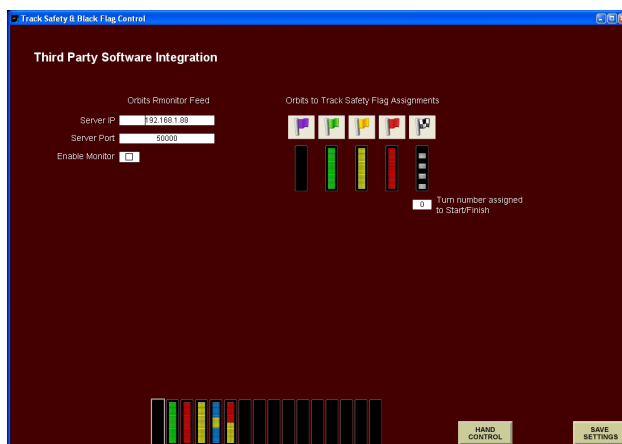 Track Safety & Black Flag Control
Third Party Software Integration
Orbits Rmonitor Feed
Server IP 192.168.1.88
Server Port 50000
Enable Monitor
Orbits to Track Safety Flag Assignments
0 Turn number assigned
to Start/Finish
HAND
CONTROL
SAVE
SETTINGS